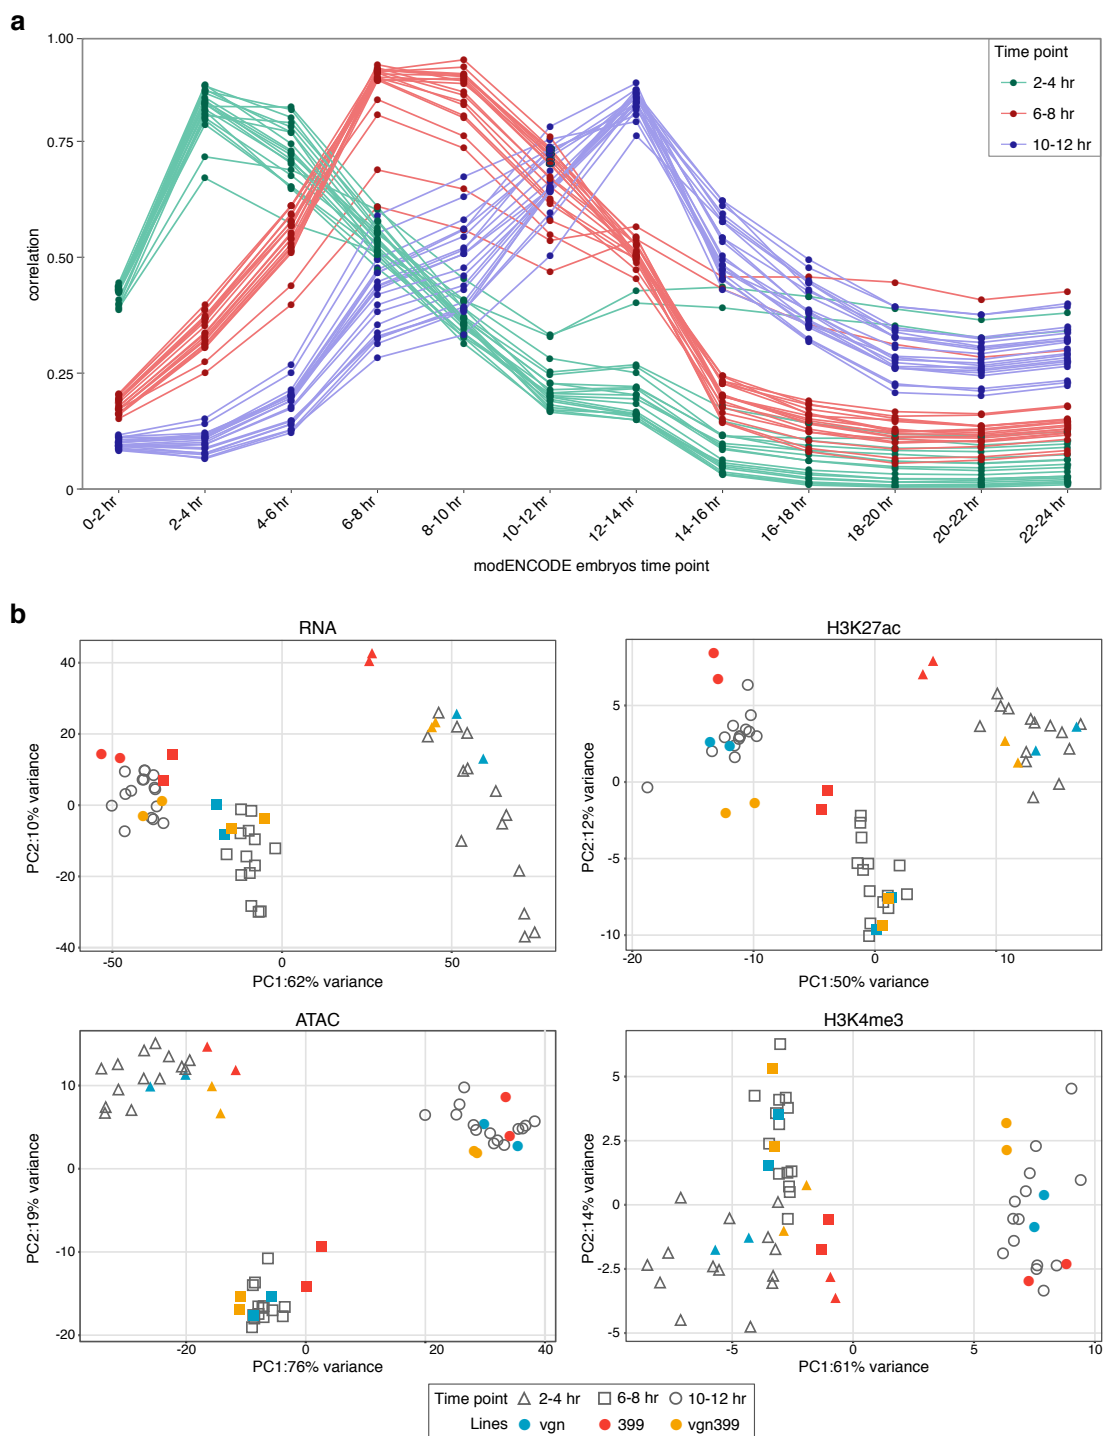 a
1.00
0.75
0.50
0.25
0
correlation
Time point
2-4 hr
6-8 hr
10-12 hr
0-2 hr
2-4 hr
4-6 hr
6-8 hr
8-10 hr
10-12 hr
12-14 hr
14-16 hr
16-18 hr
18-20 hr
20-22 hr
22-24 hr
modENCODE embryos time point
b
RNA
40
20
0
-20
-40
PC2:10% variance
-50
0
50
PC1:62% variance
H3K27ac
5
0
-5
-10
PC2:12% variance
-20
-10
0
10
PC1:50% variance
ATAC
10
0
-10
-20
PC2:19% variance
-20
0
20
40
PC1:76% variance
H3K4me3
5
2.5
0
-2.5
-5
PC2:14% variance
-5
0
5
10
PC1:61% variance
Time point 2-4 hr 6-8 hr 10-12 hr
Lines vgn 399 vgn399